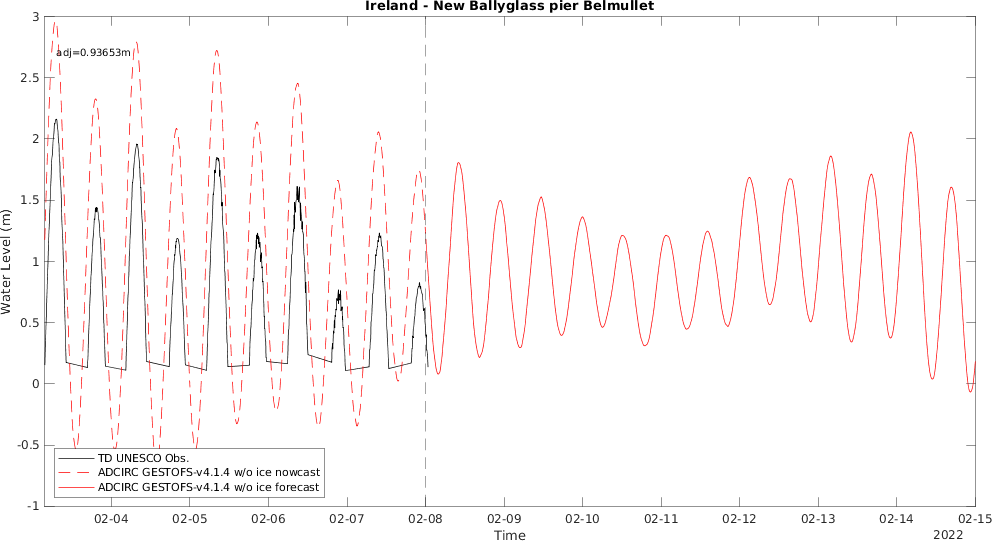 Ireland - New Ballyglass pier Belmullet
3
adj=0.93653m
2.5
2
1.5
1
0.5
0
-0.5
-1
Water Level (m)
TD UNESCO Obs.
ADCIRC GESTOFS-v4.1.4 w/o ice nowcast
ADCIRC GESTOFS-v4.1.4 w/o ice forecast
02-04 02-05 02-06 02-07 02-08 02-09 02-10 02-11 02-12 02-13 02-14 02-15
Time
2022